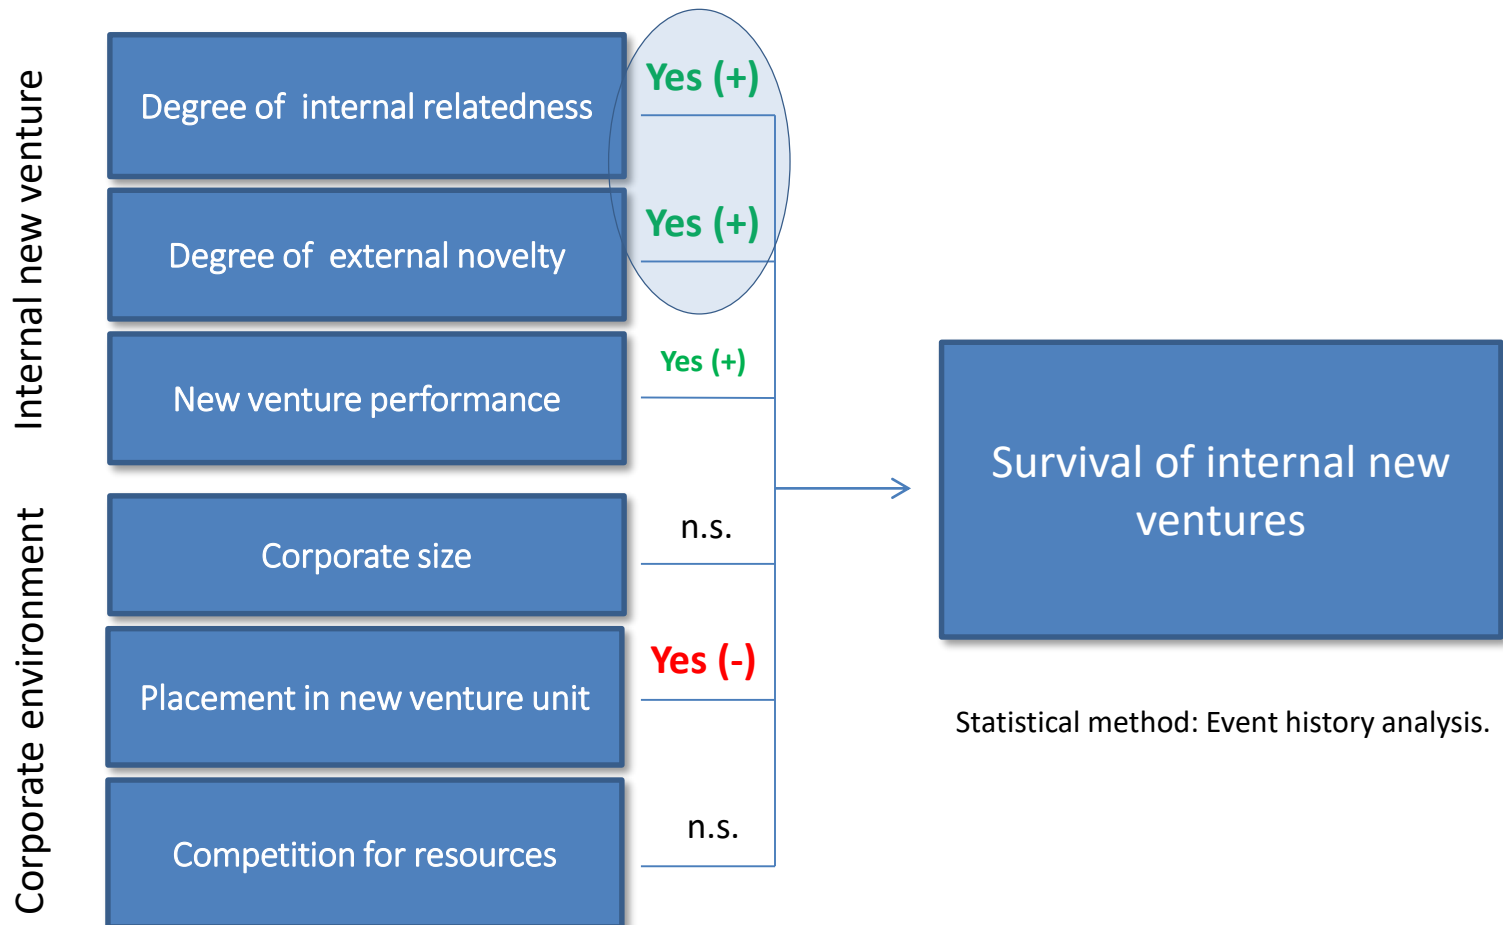 Internal new venture
Degree of internal relatedness
Yes (+)
Degree of external novelty
Yes (+)
New venture performance
Yes (+)
Corporate environment
Corporate size
n.s.
Placement in new venture unit
Yes (-)
Competition for resources
n.s.
Survival of internal new
ventures
Statistical method: Event history analysis.